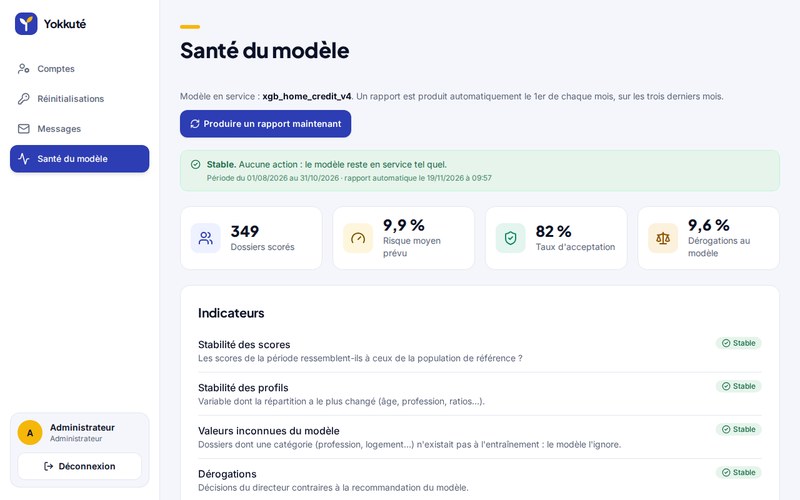 Yokkuté
Comptes
Réinitialisations
Messages
Santé du modèle
A
Administrateur
Administrateur
Déconnexion
Santé du modèle
Modèle en service : xgb_home_credit_v4. Un rapport est produit automatiquement le 1er de chaque mois, sur les trois derniers mois.
Produire un rapport maintenant
Stable. Aucune action : le modèle reste en service tel quel.
Période du 01/08/2026 au 31/10/2026 · rapport automatique le 19/11/2026 à 09:57
349
Dossiers scorés
9,9 %
Risque moyen
prévu
82 %
Taux d'acceptation
9,6 %
Dérogations au
modèle
Indicateurs
Stabilité des scores
Stable
Les scores de la période ressemblent-ils à ceux de la population de référence ?
Stabilité des profils
Stable
Variable dont la répartition a le plus changé (âge, profession, ratios…).
Valeurs inconnues du modèle
Stable
Dossiers dont une catégorie (profession, logement…) n'existait pas à l'entraînement : le modèle l'ignore.
Dérogations
Stable
Décisions du directeur contraires à la recommandation du modèle.